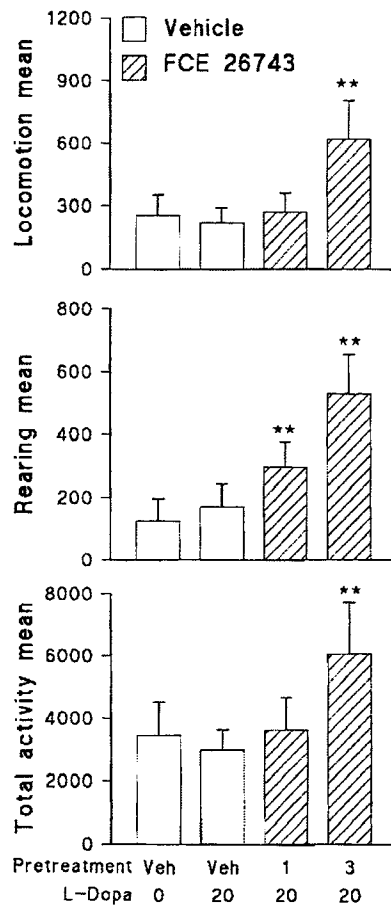 1200
Vehicle
FCE 26743
900
**
600
300
0
Locomotion mean
800
**
600
**
400
200
0
Rearing mean
8000
**
6000
4000
2000
0
Total activity mean
Pretreatment Veh Veh 1 3
L-Dopa 0 20 20 20